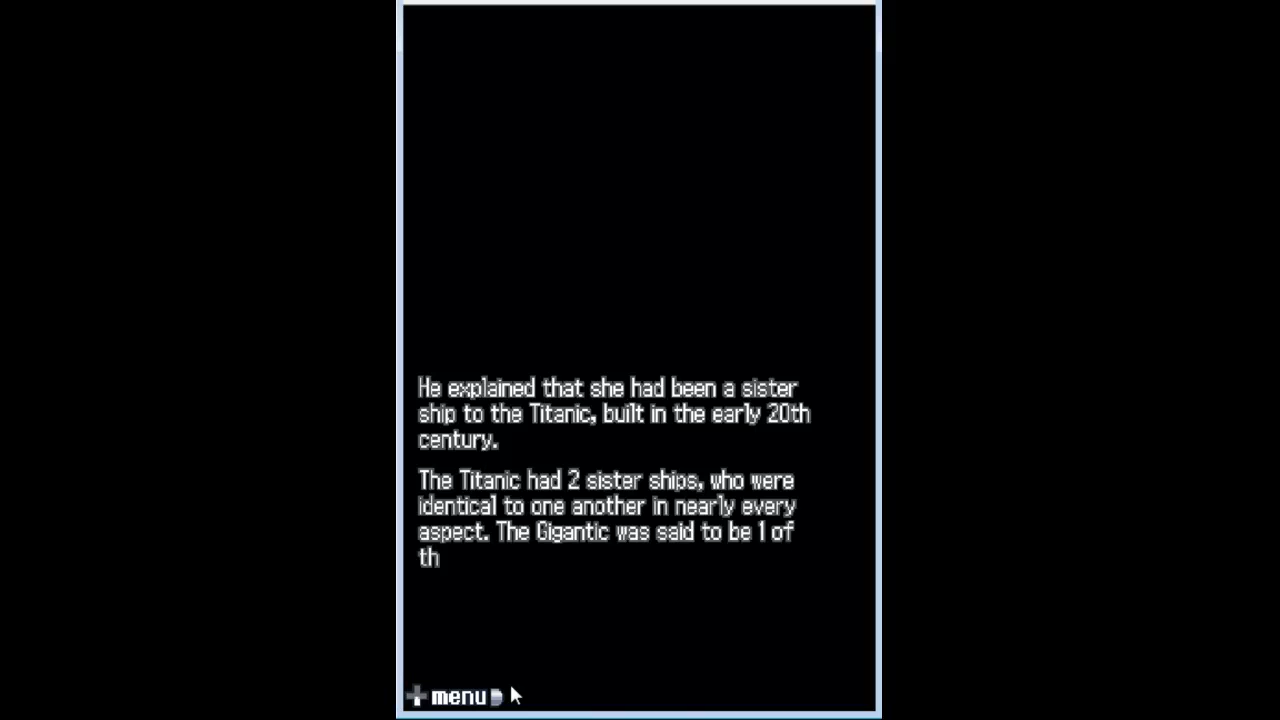 He explained that she had been a sister
ship to the Titanic, built in the early 20th
century.
The Titanic had 2 sister ships, who were
identical to one another in nearly every
aspect. The Gigantic was said to be 1 of
th
menu